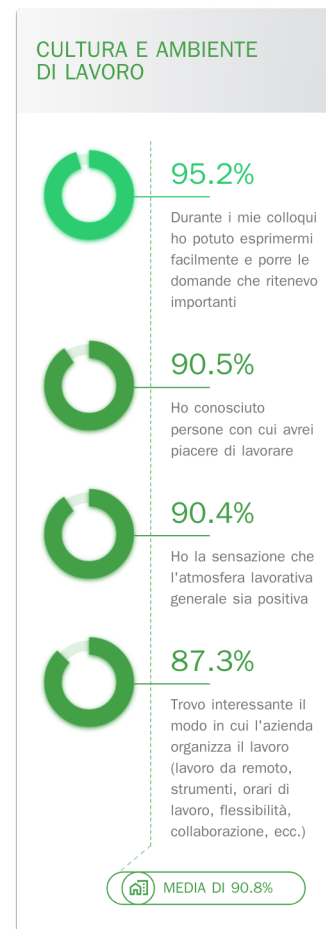 CULTURA E AMBIENTE
DI LAVORO
95.2%
Durante i mie colloqui
ho potuto esprimermi
facilmente e porre le
domande che ritenevo
importanti
90.5%
Ho conosciuto
persone con cui avrei
piacere di lavorare
90.4%
Ho la sensazione che
l'atmosfera lavorativa
generale sia positiva
87.3%
Trovo interessante il
modo in cui l'azienda
organizza il lavoro
(lavoro da remoto,
strumenti, orari di
lavoro, flessibilità,
collaborazione, ecc.)
MEDIA DI 90.8%